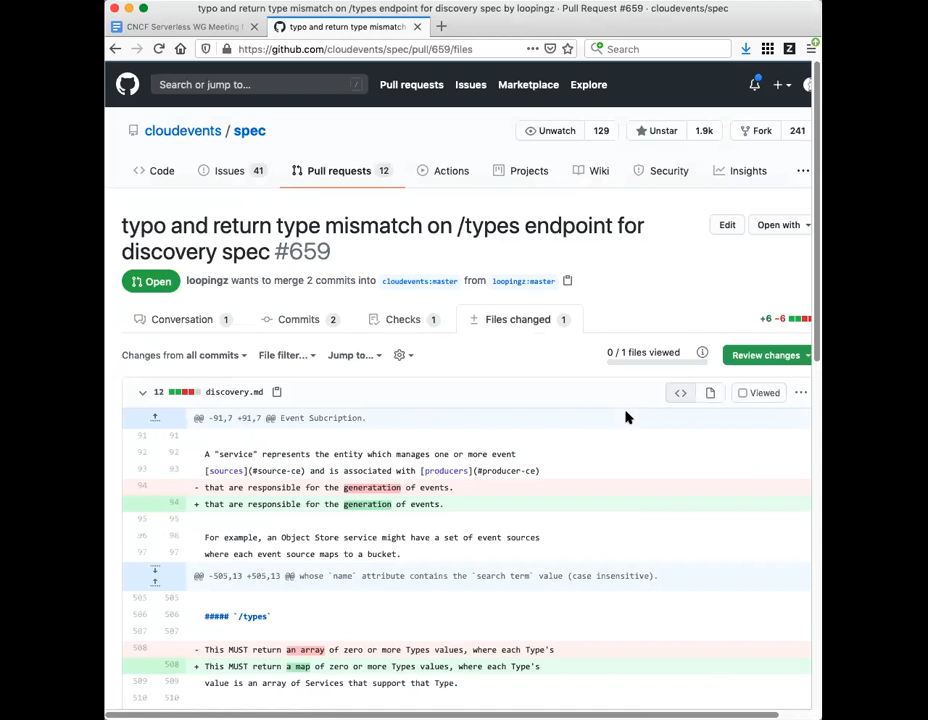 typo and return type mismatch on /types endpoint for discovery spec by loopingz · Pull Request #659 · cloudevents/spec
CNCF Serverless WG Meeting
typo and return type mismatch
https://github.com/cloudevents/spec/pull/659/files
Search
Search or jump to...
/
Pull requests
Issues
Marketplace
Explore
cloudevents / spec
Unwatch 129
Unstar 1.9k
Fork 241
Code
Issues 41
Pull requests 12
Actions
Projects
Wiki
Security
Insights
typo and return type mismatch on /types endpoint for
discovery spec #659
Edit
Open with
Open
loopingz wants to merge 2 commits into cloudevents:master from loopingz:master
Conversation 1
Commits 2
Checks 1
Files changed 1
+6 −6
Changes from all commits
File filter...
Jump to...
0 / 1 files viewed
Review changes
12 discovery.md
Viewed
@@ -91,7 +91,7 @@ Event Subcription.
91 91
92 92 A "service" represents the entity which manages one or more event
93 93 [sources](#source-ce) and is associated with [producers](#producer-ce)
94 - that are responsible for the generatation of events.
94 + that are responsible for the generation of events.
95 95
96 96 For example, an Object Store service might have a set of event sources
97 97 where each event source maps to a bucket.
@@ -505,13 +505,13 @@ whose `name` attribute contains the `search term` value (case insensitive).
505 505
506 506 ##### `/types`
507 507
508 - This MUST return an array of zero or more Types values, where each Type's
508 + This MUST return a map of zero or more Types values, where each Type's
509 509 value is an array of Services that support that Type.
510 510